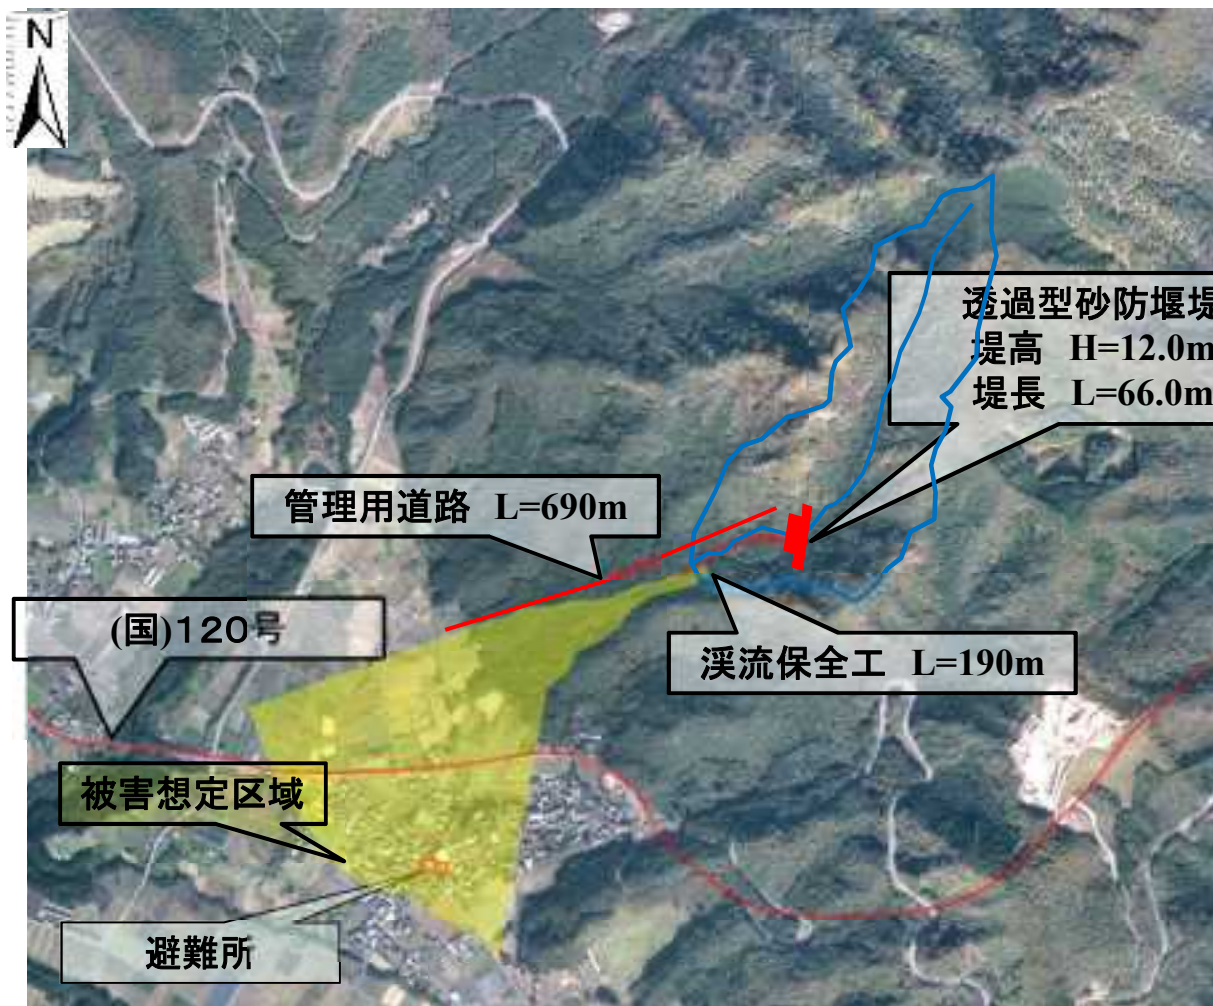 N
透過型砂防堰堤
堤高 H=12.0m
堤長 L=66.0m
管理用道路 L=690m
(国)120号
渓流保全工 L=190m
被害想定区域
避難所